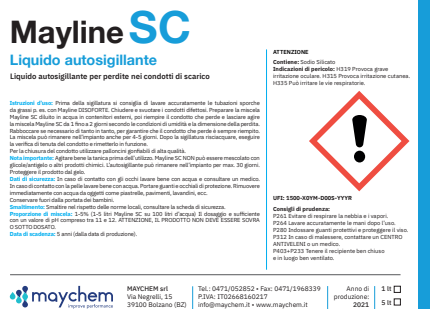 Mayline SC
Liquido autosigillante
Liquido autosigillante per perdite nei condotti di scarico
Istruzioni d'uso: Prima della sigillatura si consiglia di lavare accuratamente le tubazioni sporche
da grassi p. es. con Mayline DISOFORTE. Chiudere e svuotare i condotti difettosi. Preparare la miscela
Mayline SC diluito in acqua in contenitori esterni, poi riempire il condotto che perde e lasciare agire
la miscela Mayline SC da 1 fino a 2 giorni secondo le condizioni di umidità e la dimensione della perdita.
Rabboccare se necessario di tanto in tanto, per garantire che il condotto che perde è sempre riempito.
La miscela può rimanere nell'impianto anche per 4-5 giorni. Dopo la sigillatura risciacquare, eseguire
la verifica di tenuta del condotto e rimetterlo in funzione.
Per la chiusura del condotto utilizzare palloncini gonfiabili di alta qualità.
Nota importante: Agitare bene la tanica prima dell'utilizzo. Mayline SC NON può essere mescolato con
glicole/antigelo o altri prodotti chimici. L'autosigillante può rimanere nell'impianto per max. 30 giorni.
Proteggere il prodotto dal gelo.
Dati di sicurezza: In caso di contatto con gli occhi lavare bene con acqua e consultare un medico.
In caso di contatto con la pelle lavare bene con acqua. Portare guanti e occhiali di protezione. Rimuovere
immediatamente con acqua da oggetti come piastrelle, pavimenti, lavandini, ecc.
Conservare fuori dalla portata dei bambini.
Smaltimento: Smaltire nel rispetto delle norme locali, consultare la scheda di sicurezza.
Proporzione di miscela: 1-5% (1-5 litri Mayline SC su 100 litri d'acqua) Il dosaggio e sufficiente
con un valore di pH compreso tra 11 e 12. ATTENZIONE, IL PRODOTTO NON DEVE ESSERE SOVRA
O SOTTO DOSATO.
Data di scadenza: 5 anni (dalla data di produzione).
ATTENZIONE
Contiene: Sodio Silicato
Indicazioni di pericolo: H319 Provoca grave
irritazione oculare. H315 Provoca irritazione cutanea.
H335 Può irritare le vie respiratorie.
UFI: 1500-X0YM-D00S-YYYR
Consigli di prudenza:
P261 Evitare di respirare la nebbia e i vapori.
P264 Lavare accuratamente le mani dopo l'uso.
P280 Indossare guanti protettivi e proteggere il viso.
P312 In caso di malessere, contattare un CENTRO
ANTIVELENI o un medico.
P403+P233 Tenere il recipiente ben chiuso
e in luogo ben ventilato.
maychem
improve performance
MAYCHEM srl
Via Negrelli, 15
39100 Bolzano (BZ)
Tel.: 0471/052852 • Fax: 0471/1968339
P.IVA: IT02668160217
info@maychem.it • www.maychem.it
Anno di
produzione:
2021
1 lt
5 lt